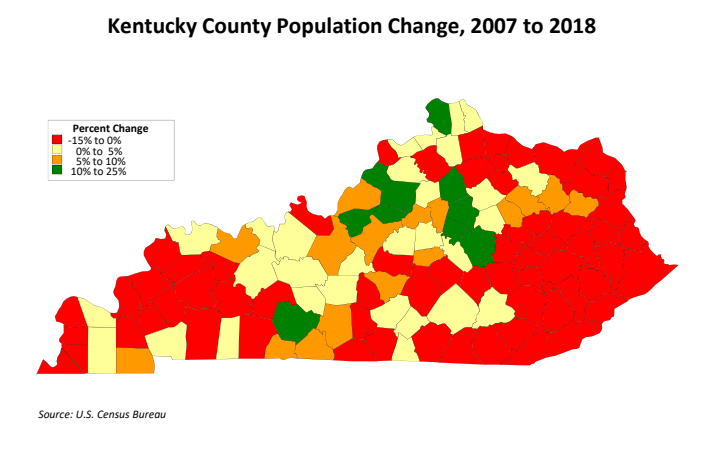 Kentucky County Population Change, 2007 to 2018
Percent Change
-15% to 0%
0% to 5%
5% to 10%
10% to 25%
Source: U.S. Census Bureau